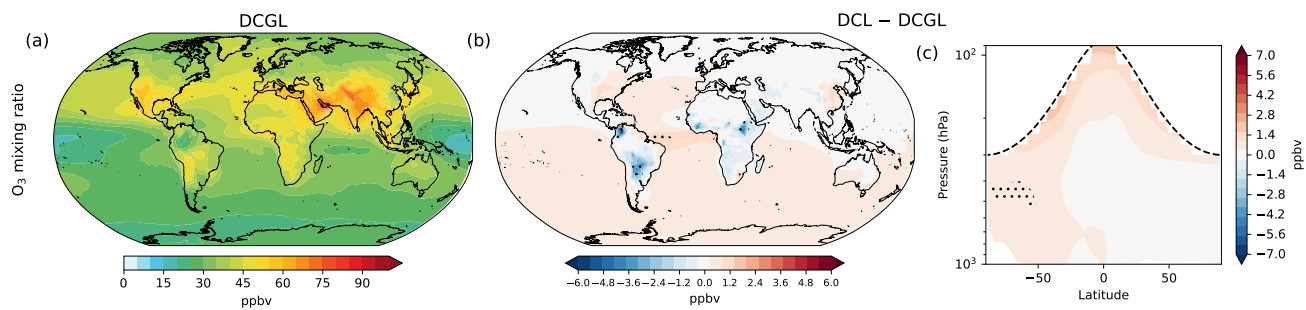 DCGL
DCL − DCGL
(a)
(b)
(c)
O3 mixing ratio
0 15 30 45 60 75 90
ppbv
−6.0 −4.8 −3.6 −2.4 −1.2 0.0 1.2 2.4 3.6 4.8 6.0
ppbv
Pressure (hPa)
10²
10³
−50 0 50
Latitude
7.0
5.6
4.2
2.8
1.4
0.0
−1.4
−2.8
−4.2
−5.6
−7.0
ppbv